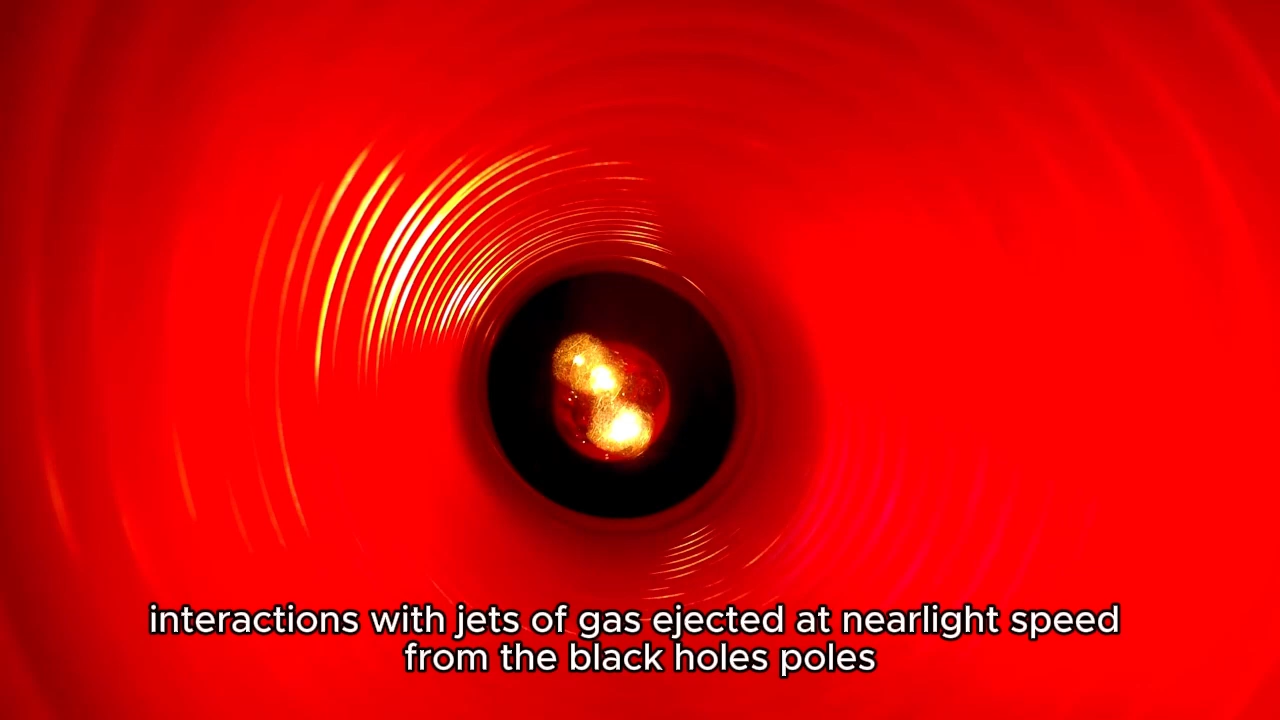 interactions with jets of gas ejected at nearlight speed
from the black holes poles